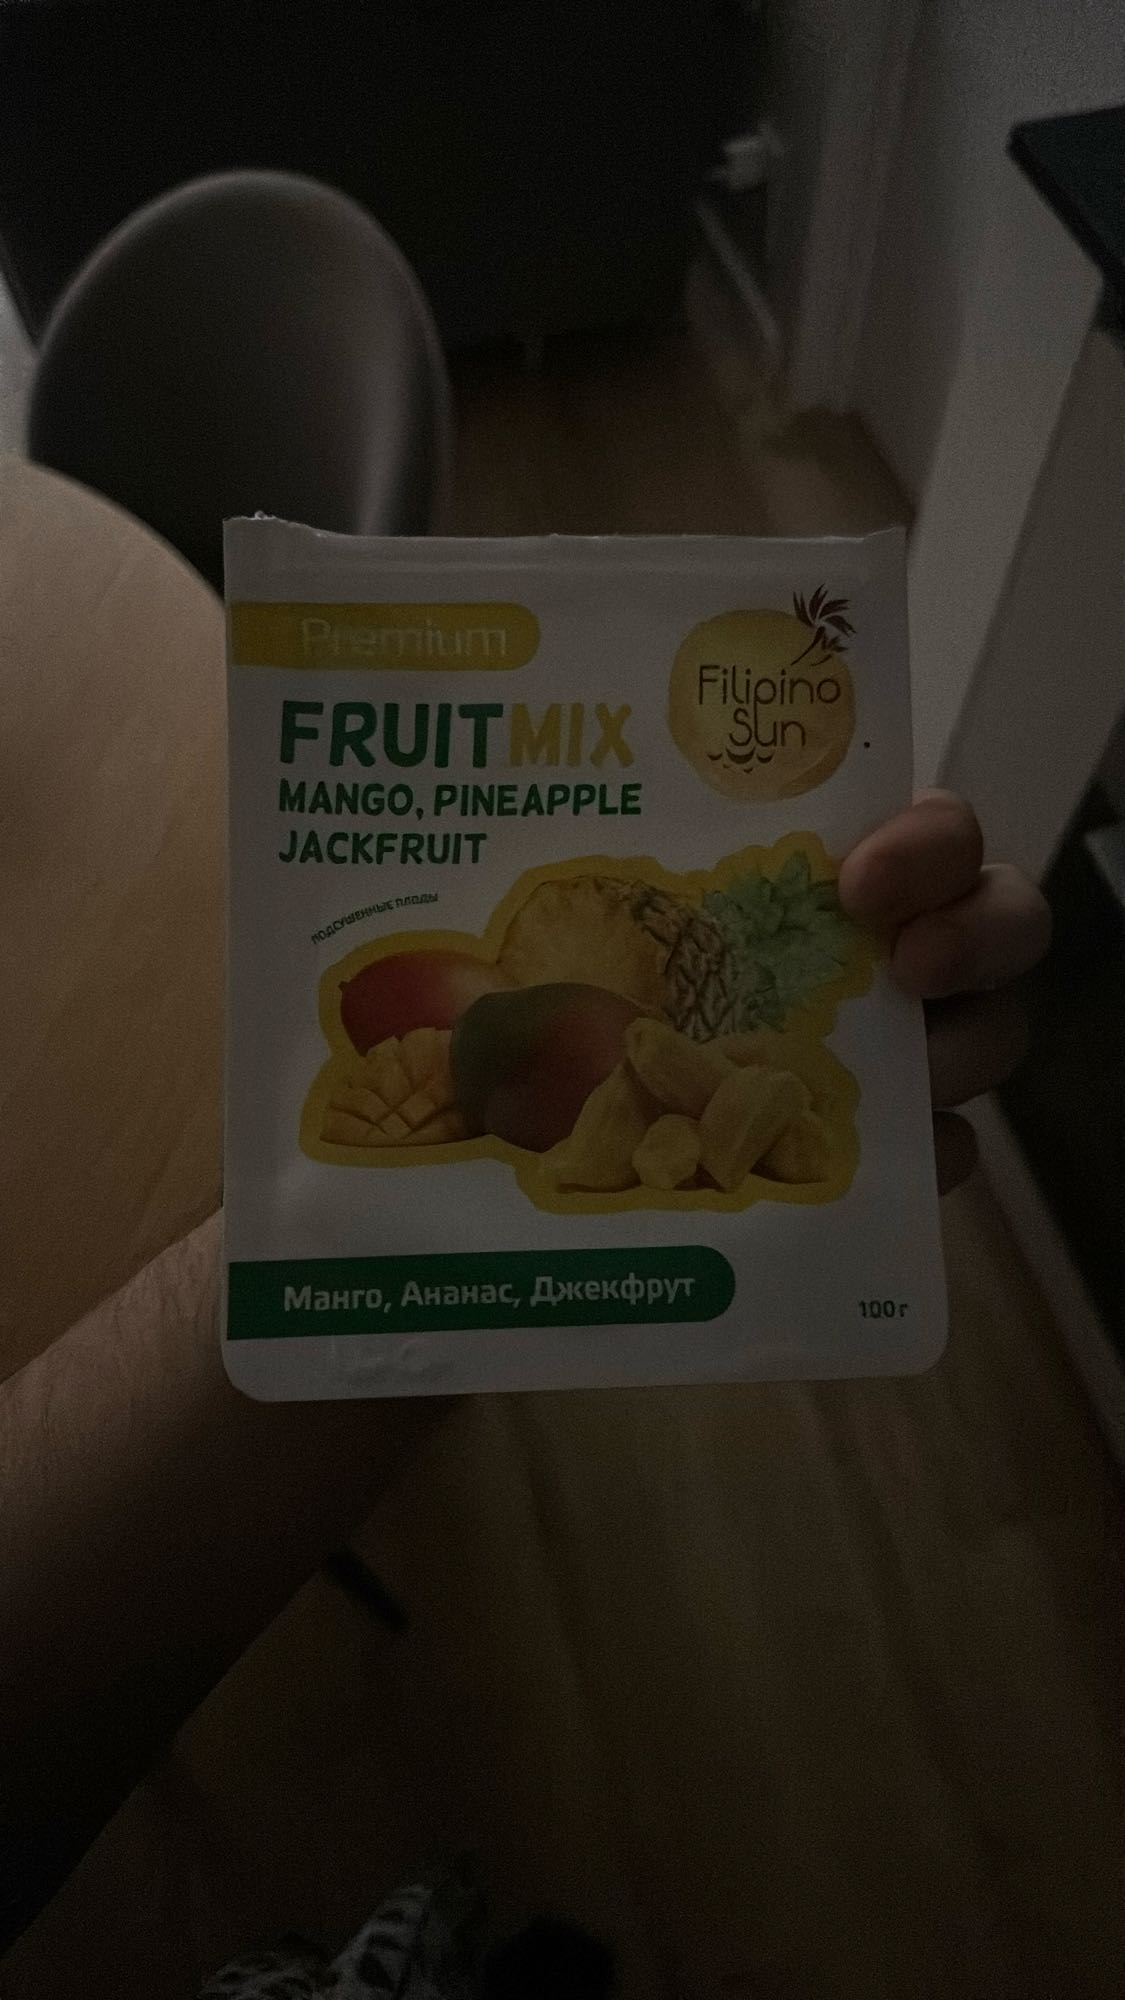 Premium
Filipino
Sun
FRUITMIX
MANGO, PINEAPPLE
JACKFRUIT
ПОДСУШЕННЫЕ ПЛОДЫ
Манго, Ананас, Джекфрут
100 г